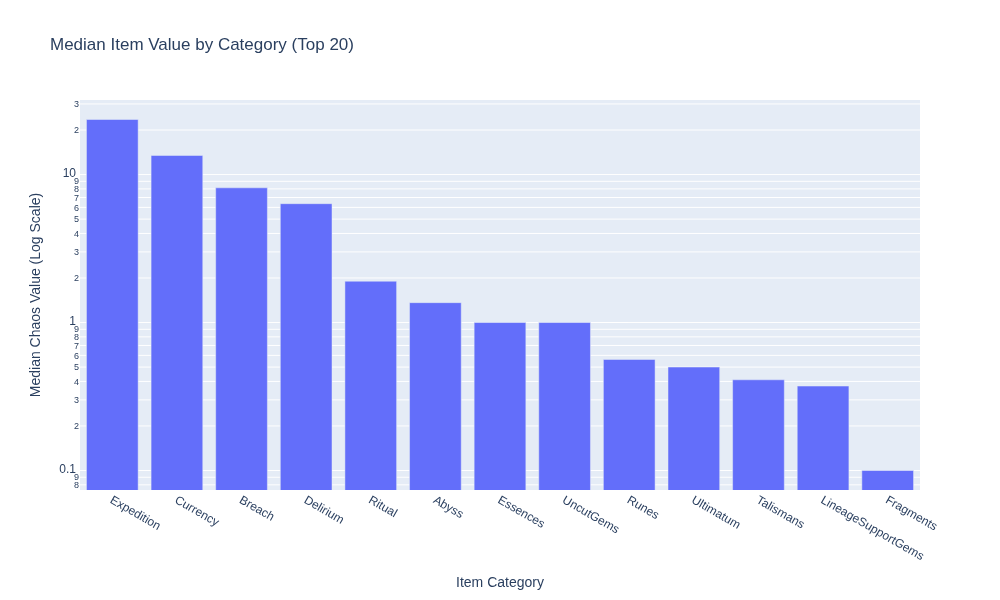 Median Item Value by Category (Top 20)
3
2
10
9
8
7
6
5
4
3
2
1
9
8
7
6
5
4
3
2
0.1
9
8
Median Chaos Value (Log Scale)
Expedition
Currency
Breach
Delirium
Ritual
Abyss
Essences
UncutGems
Runes
Ultimatum
Talismans
LineageSupportGems
Fragments
Item Category